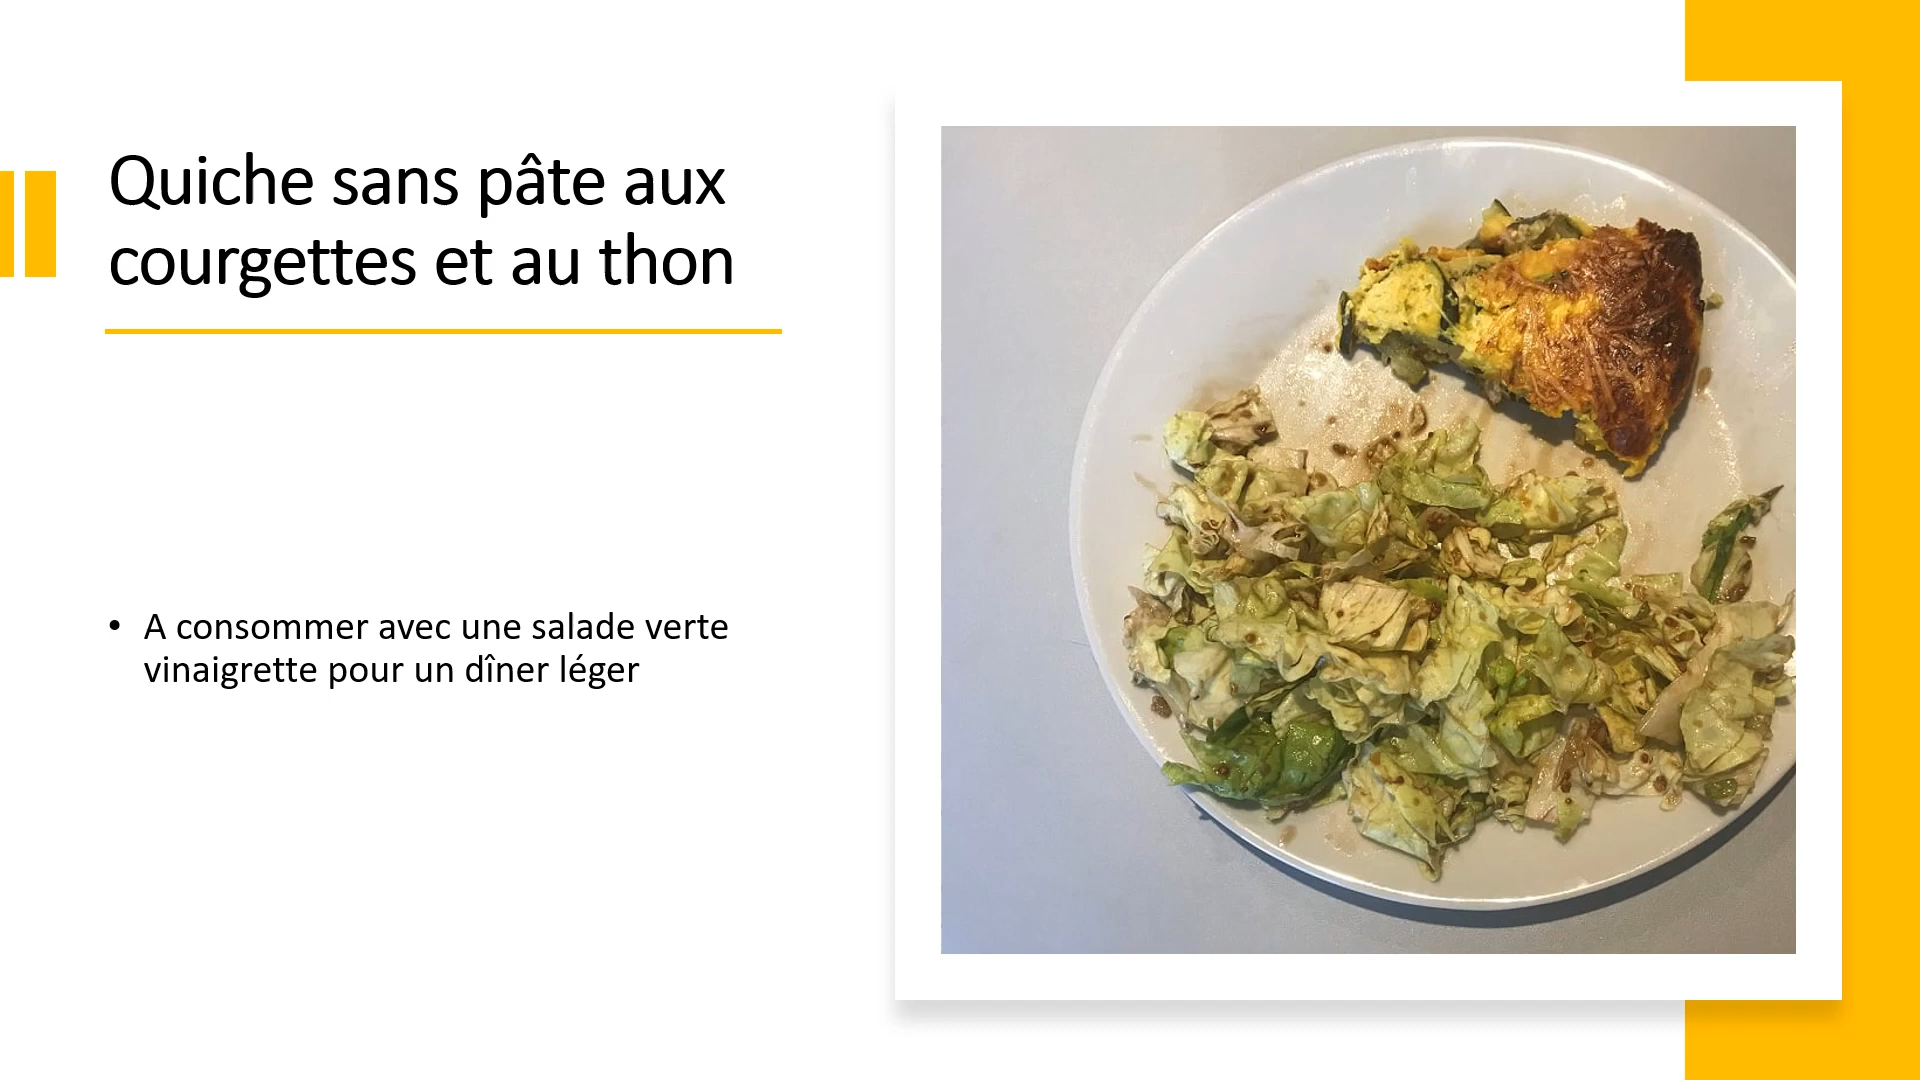 Quiche sans pâte aux
courgettes et au thon
• A consommer avec une salade verte
vinaigrette pour un dîner léger